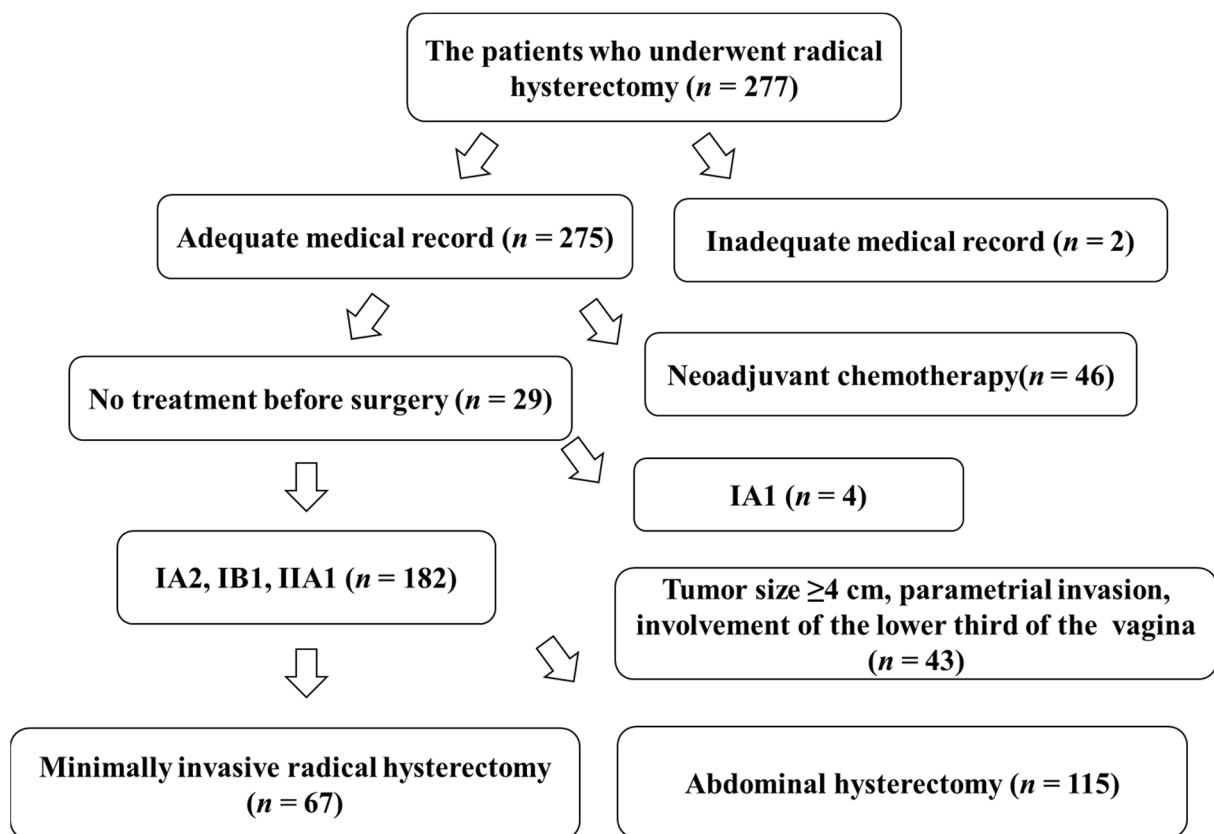 The patients who underwent radical
hysterectomy (n = 277)
Adequate medical record (n = 275)
Inadequate medical record (n = 2)
No treatment before surgery (n = 29)
Neoadjuvant chemotherapy(n = 46)
IA1 (n = 4)
IA2, IB1, IIA1 (n = 182)
Tumor size ≥4 cm, parametrial invasion,
involvement of the lower third of the vagina
(n = 43)
Minimally invasive radical hysterectomy
(n = 67)
Abdominal hysterectomy (n = 115)